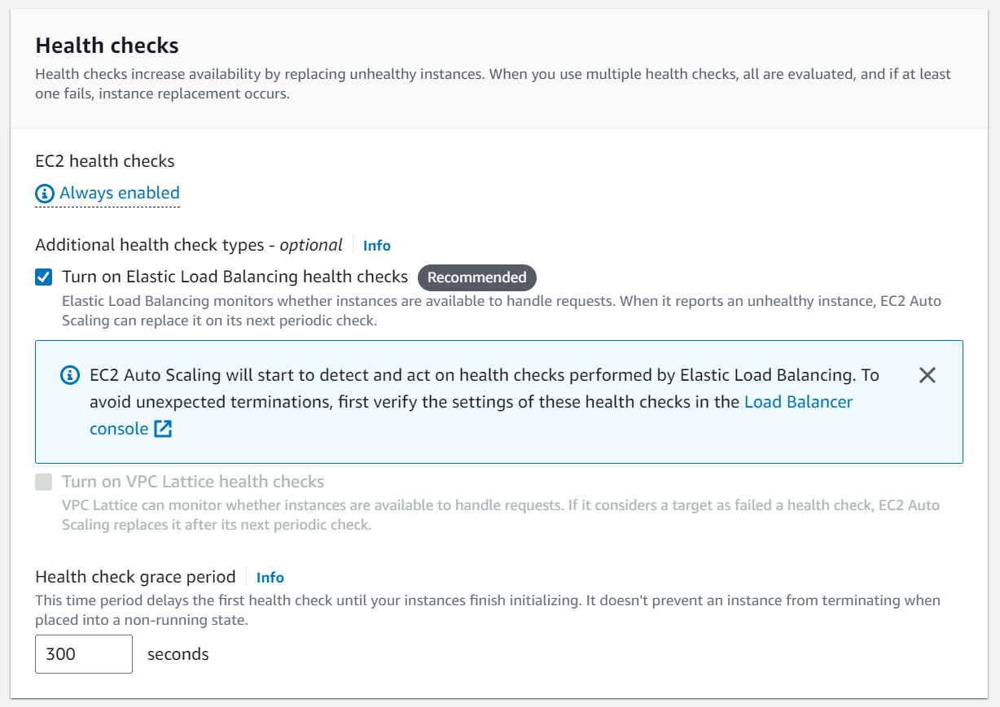 Health checks
Health checks increase availability by replacing unhealthy instances. When you use multiple health checks, all are evaluated, and if at least
one fails, instance replacement occurs.
EC2 health checks
Always enabled
Additional health check types - optional Info
Turn on Elastic Load Balancing health checks Recommended
Elastic Load Balancing monitors whether instances are available to handle requests. When it reports an unhealthy instance, EC2 Auto
Scaling can replace it on its next periodic check.
EC2 Auto Scaling will start to detect and act on health checks performed by Elastic Load Balancing. To
avoid unexpected terminations, first verify the settings of these health checks in the Load Balancer
console
Turn on VPC Lattice health checks
VPC Lattice can monitor whether instances are available to handle requests. If it considers a target as failed a health check, EC2 Auto
Scaling replaces it after its next periodic check.
Health check grace period Info
This time period delays the first health check until your instances finish initializing. It doesn't prevent an instance from terminating when
placed into a non-running state.
300 seconds